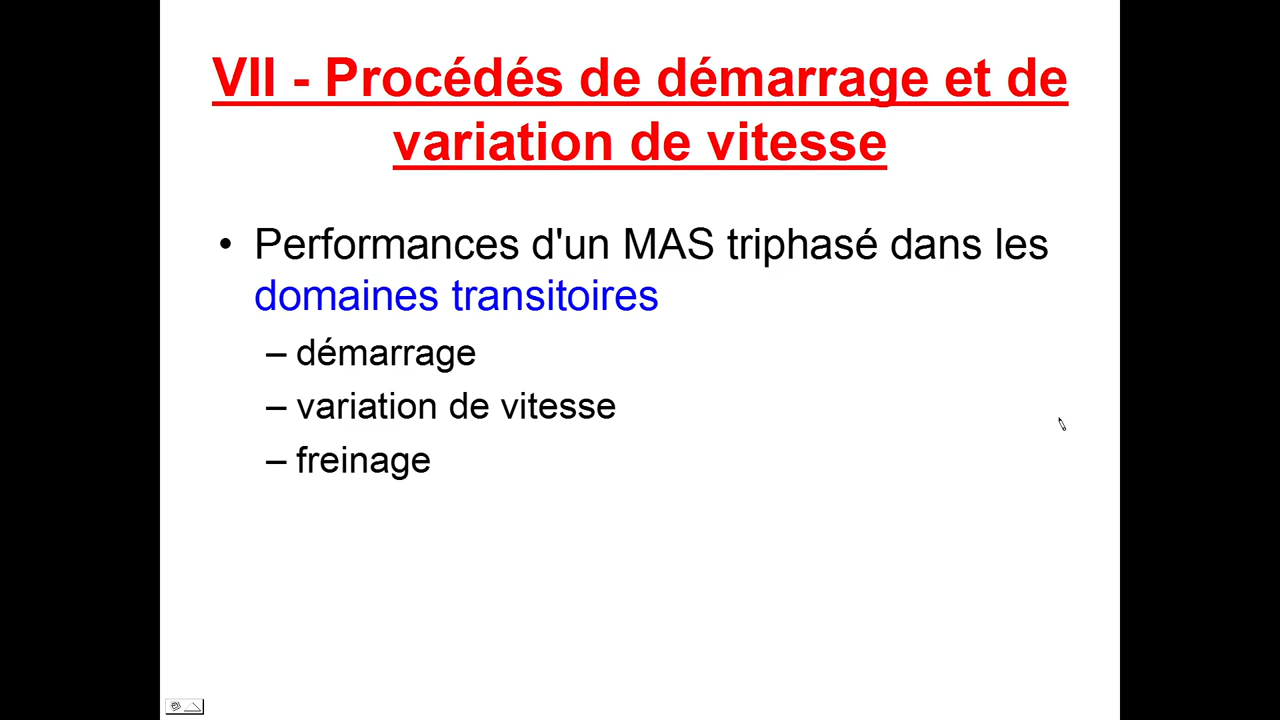 VII - Procédés de démarrage et de
variation de vitesse
• Performances d'un MAS triphasé dans les
domaines transitoires
– démarrage
– variation de vitesse
– freinage